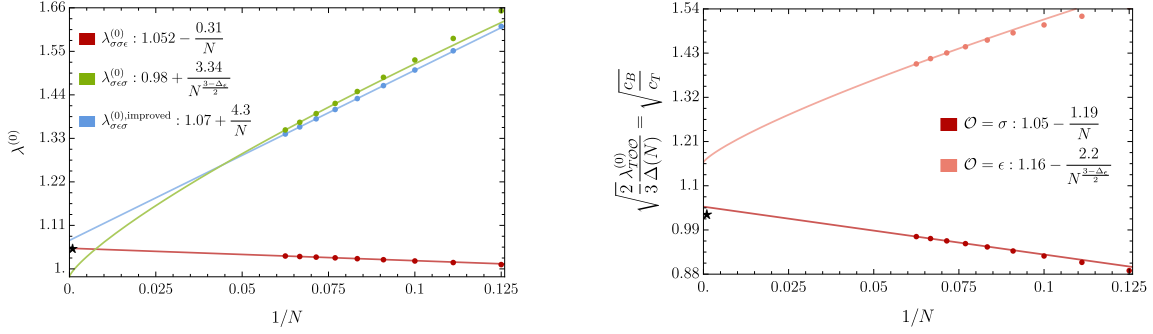 1.66
1.55
1.44
1.33
1.22
1.11
1.
λ^{(0)}
λ_{σσϵ}^{(0)} : 1.052 − 0.31/N
λ_{σϵσ}^{(0)} : 0.98 + 3.34/N^{(3−Δ_ϵ)/2}
λ_{σϵσ}^{(0),improved} : 1.07 + 4.3/N
0. 0.025 0.05 0.075 0.1 0.125
1/N
1.54
1.43
1.32
1.21
1.1
0.99
0.88
√2/3 λ_{TOO}^{(0)}/Δ(N) = √(c_B/c_T)
O = σ : 1.05 − 1.19/N
O = ϵ : 1.16 − 2.2/N^{(3−Δ_ϵ)/2}
0. 0.025 0.05 0.075 0.1 0.125
1/N